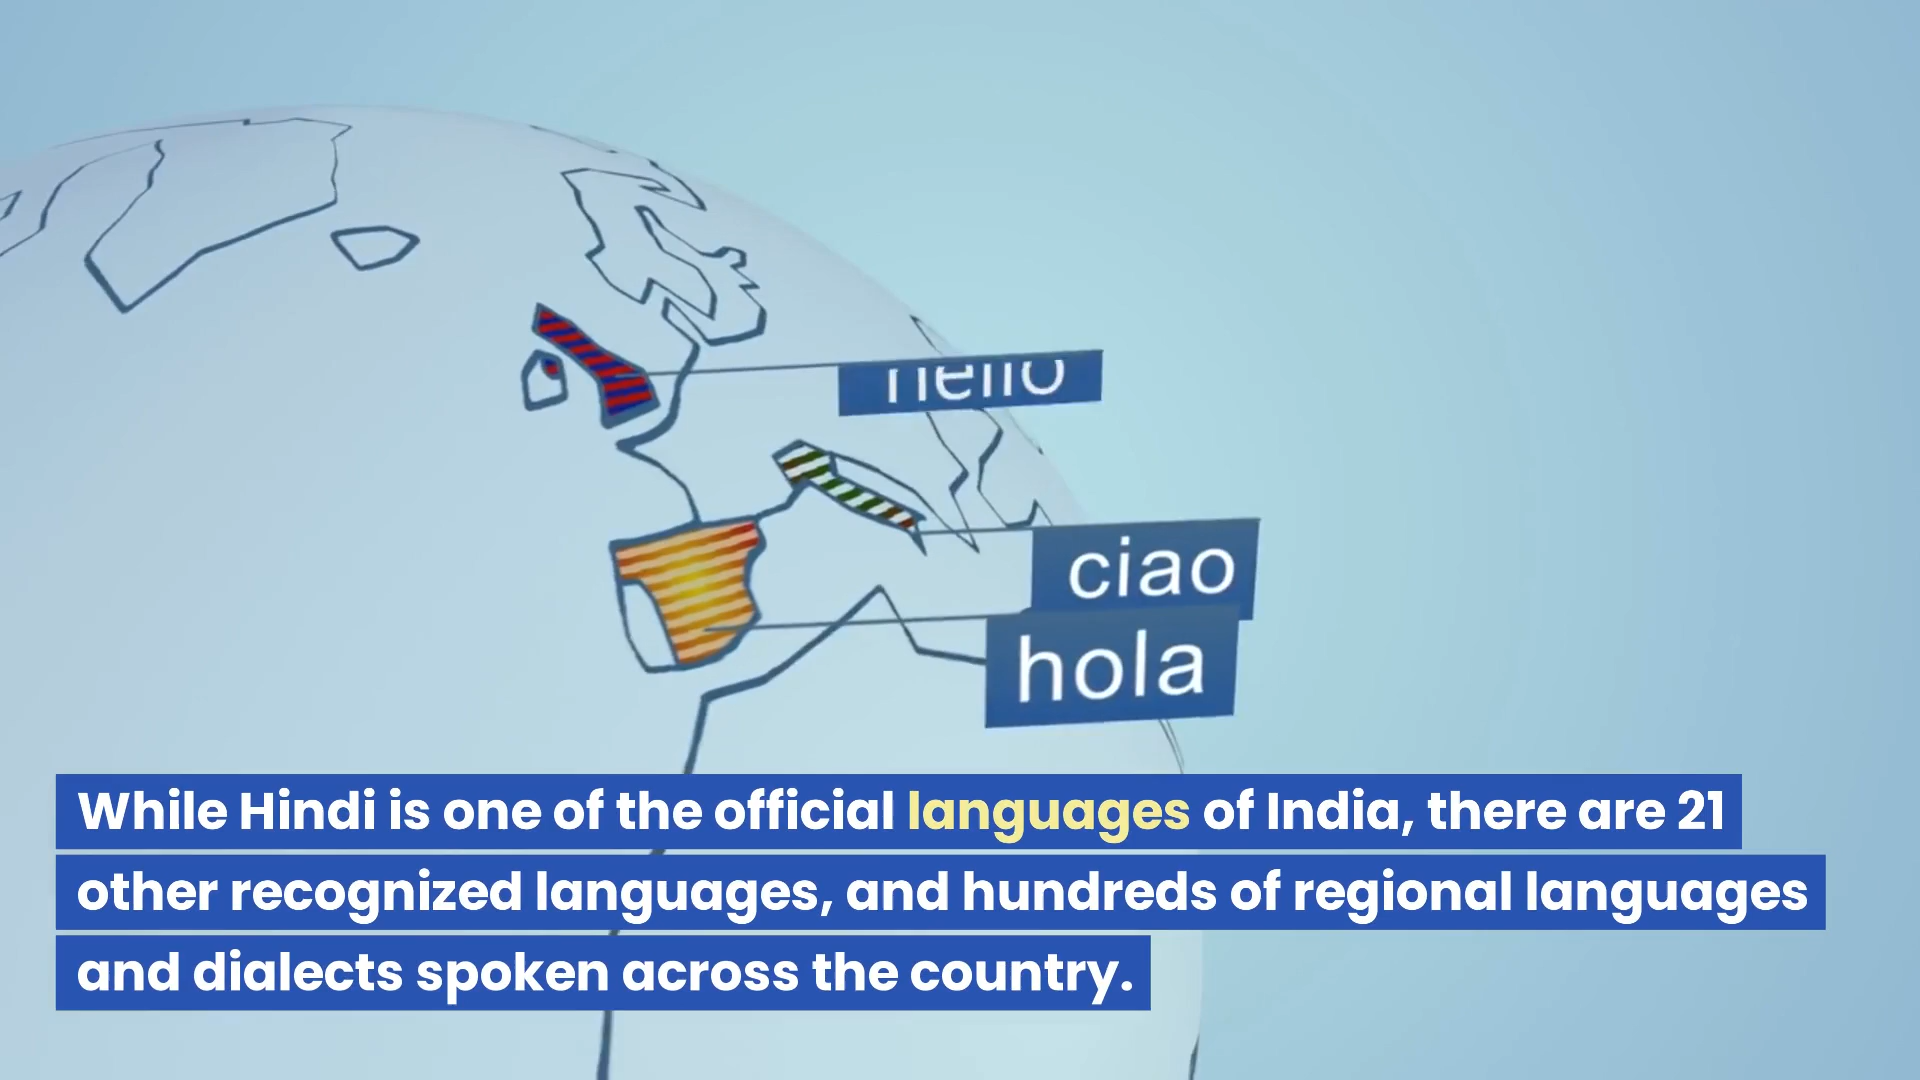 hello
ciao
hola
While Hindi is one of the official languages of India, there are 21
other recognized languages, and hundreds of regional languages
and dialects spoken across the country.